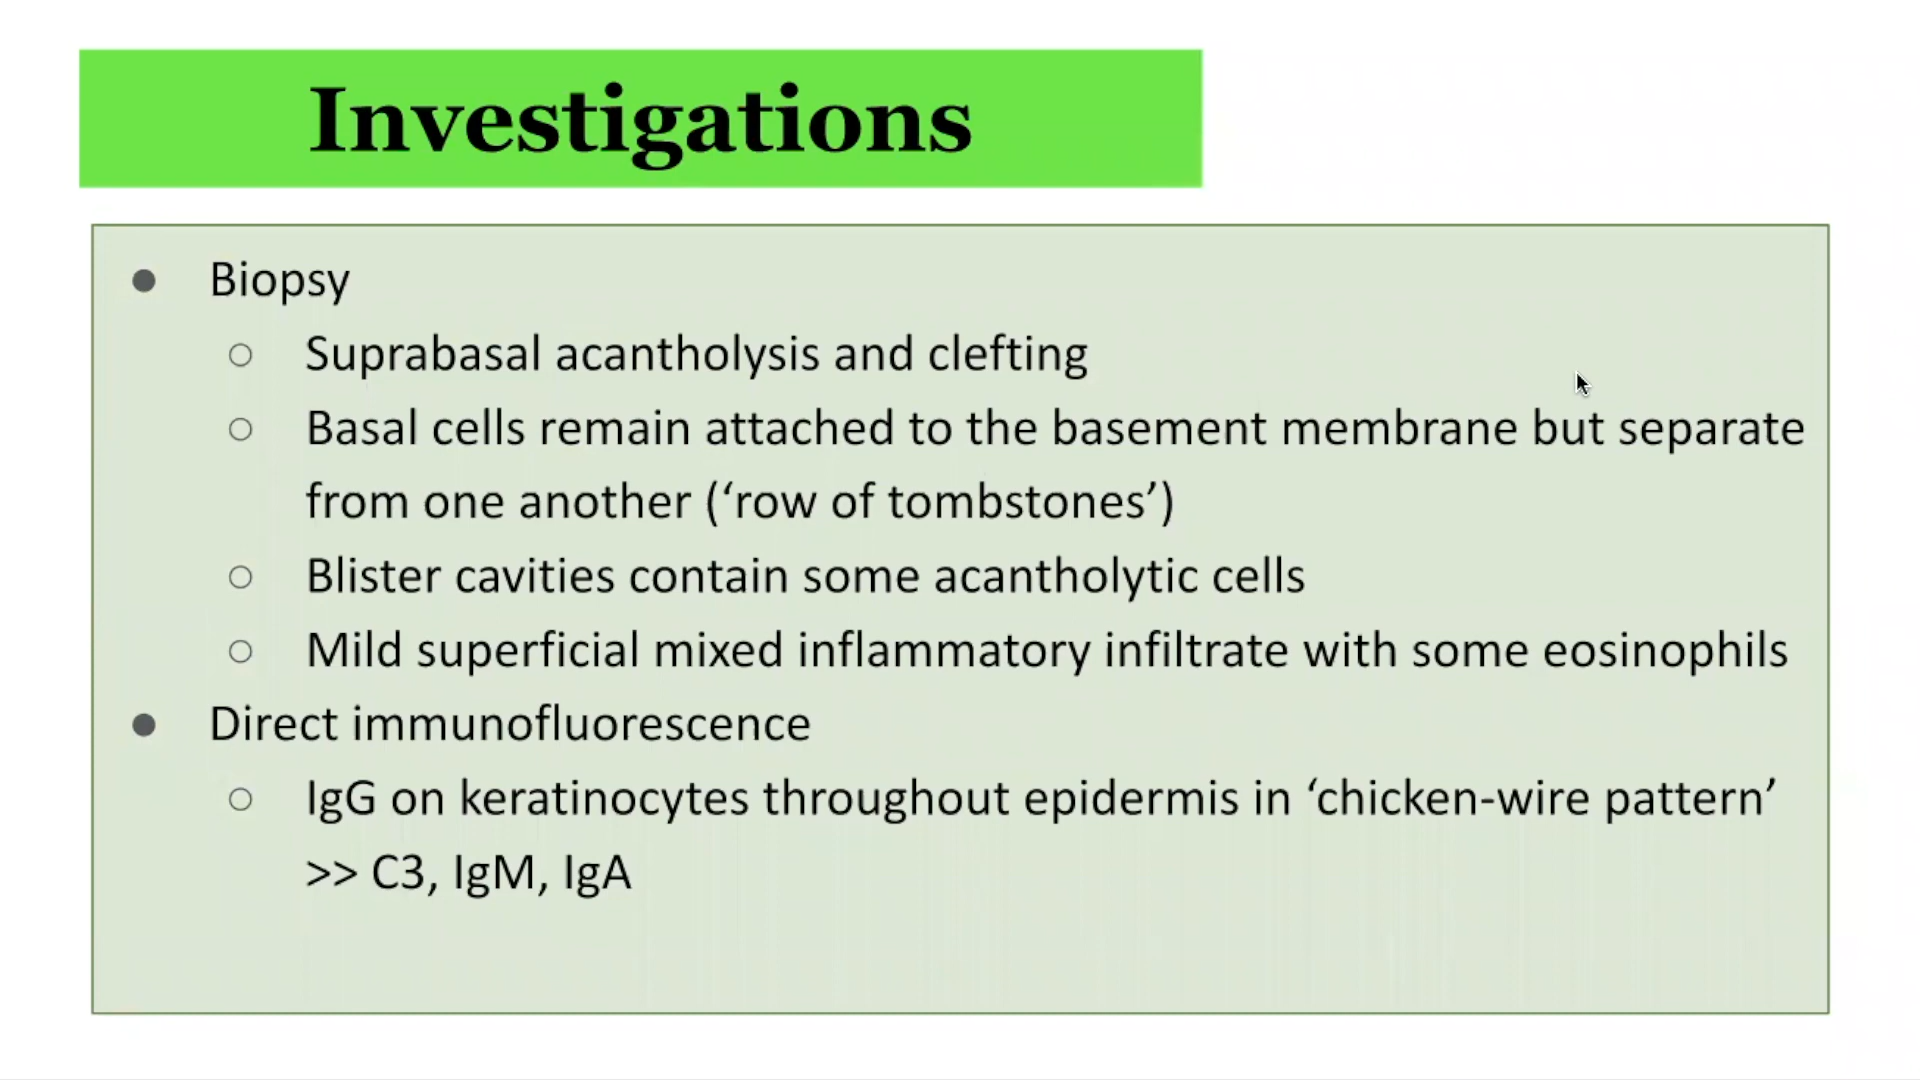 Investigations
● Biopsy
○ Suprabasal acantholysis and clefting
○ Basal cells remain attached to the basement membrane but separate
from one another (‘row of tombstones’)
○ Blister cavities contain some acantholytic cells
○ Mild superficial mixed inflammatory infiltrate with some eosinophils
● Direct immunofluorescence
○ IgG on keratinocytes throughout epidermis in ‘chicken-wire pattern’
>> C3, IgM, IgA